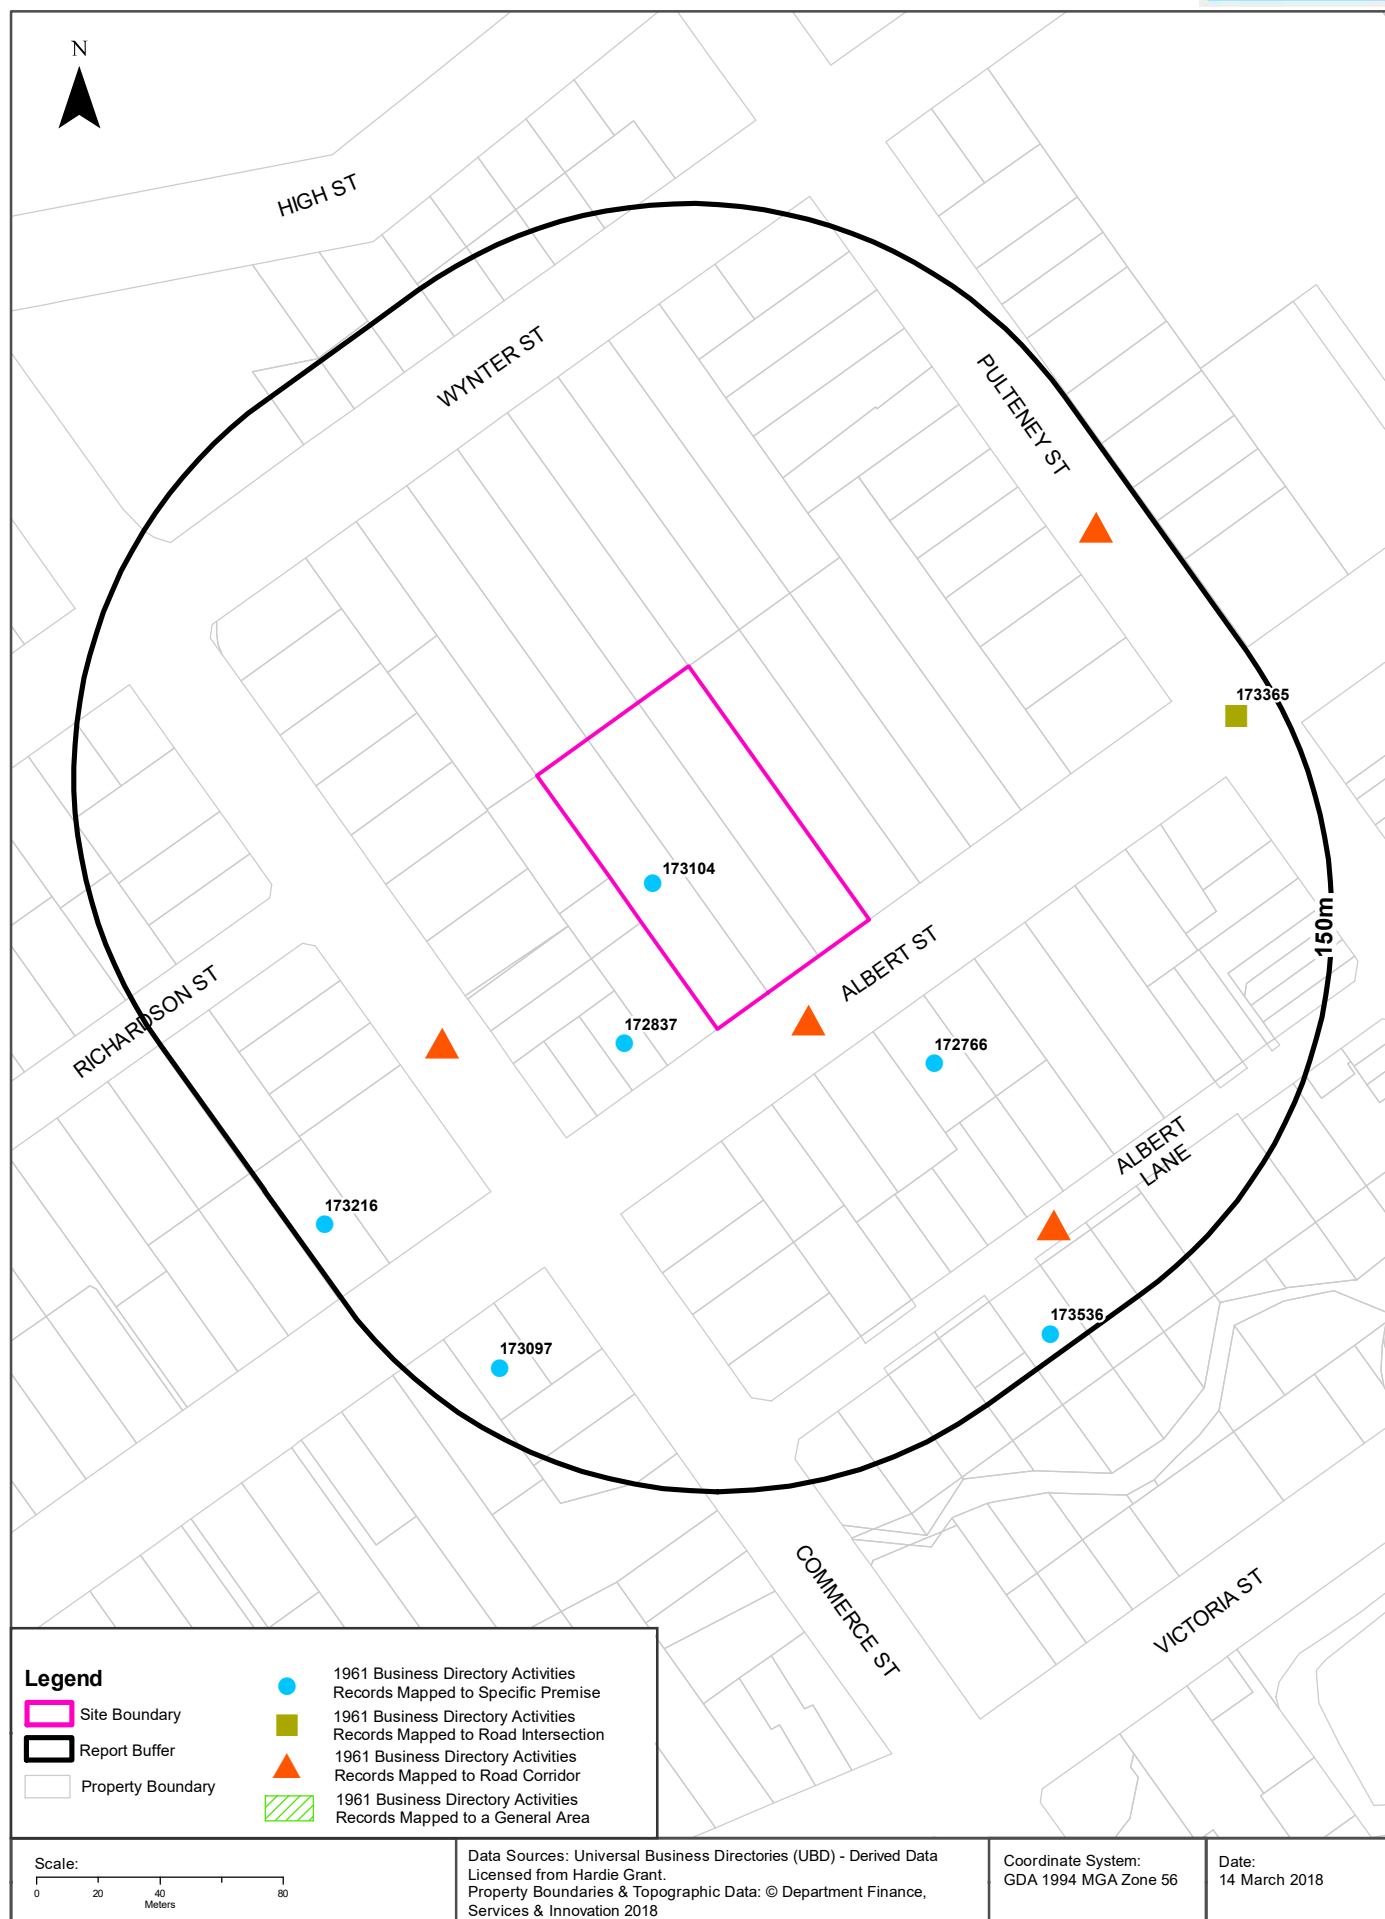 N
HIGH ST
WYNTER ST
PULTENEY ST
173365
173104
150m
ALBERT ST
RICHARDSON ST
172837
172766
ALBERT
LANE
173216
173536
173097
COMMERCE ST
VICTORIA ST
Legend
Site Boundary
Report Buffer
Property Boundary
1961 Business Directory Activities
Records Mapped to Specific Premise
1961 Business Directory Activities
Records Mapped to Road Intersection
1961 Business Directory Activities
Records Mapped to Road Corridor
1961 Business Directory Activities
Records Mapped to a General Area
Scale:
0 20 40 80
Meters
Data Sources: Universal Business Directories (UBD) - Derived Data
Licensed from Hardie Grant.
Property Boundaries & Topographic Data: © Department Finance,
Services & Innovation 2018
Coordinate System:
GDA 1994 MGA Zone 56
Date:
14 March 2018